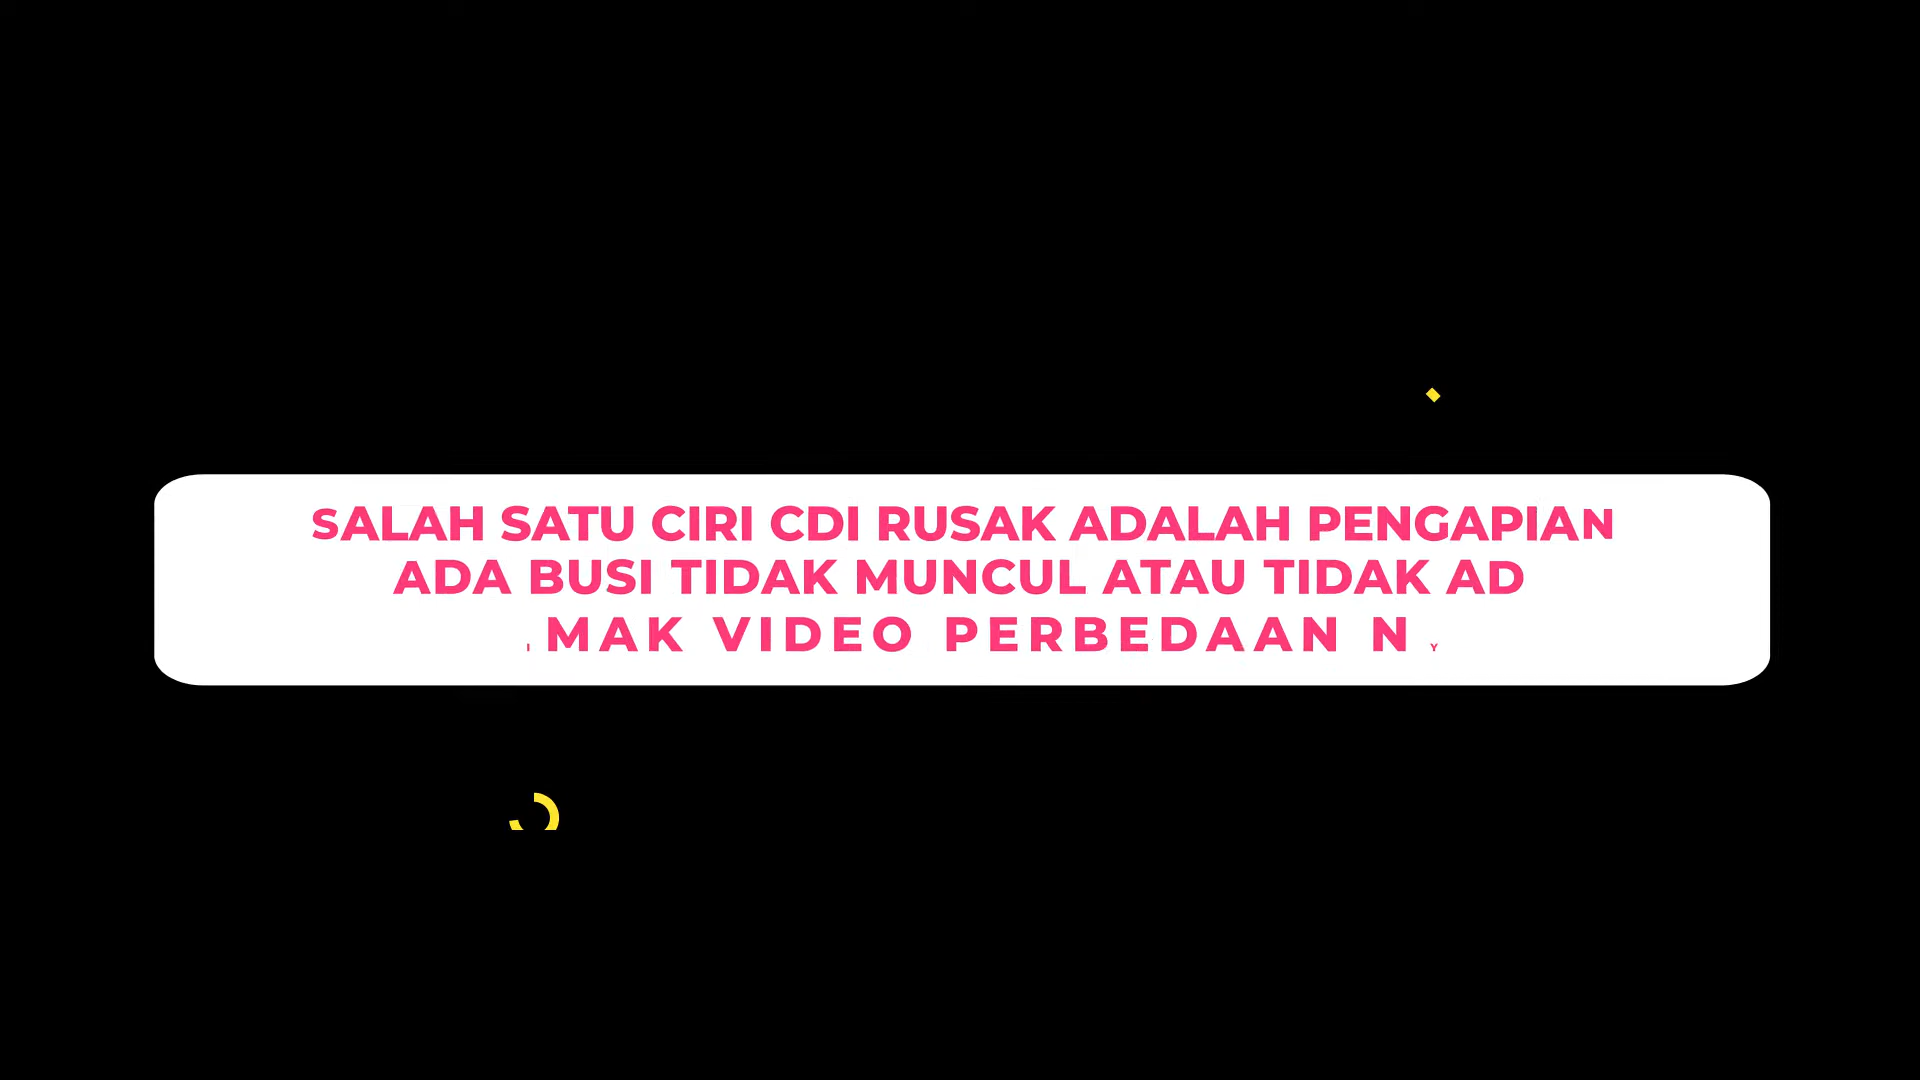 SALAH SATU CIRI CDI RUSAK ADALAH PENGAPIAN
ADA BUSI TIDAK MUNCUL ATAU TIDAK AD
MAK VIDEO PERBEDAAN N Y